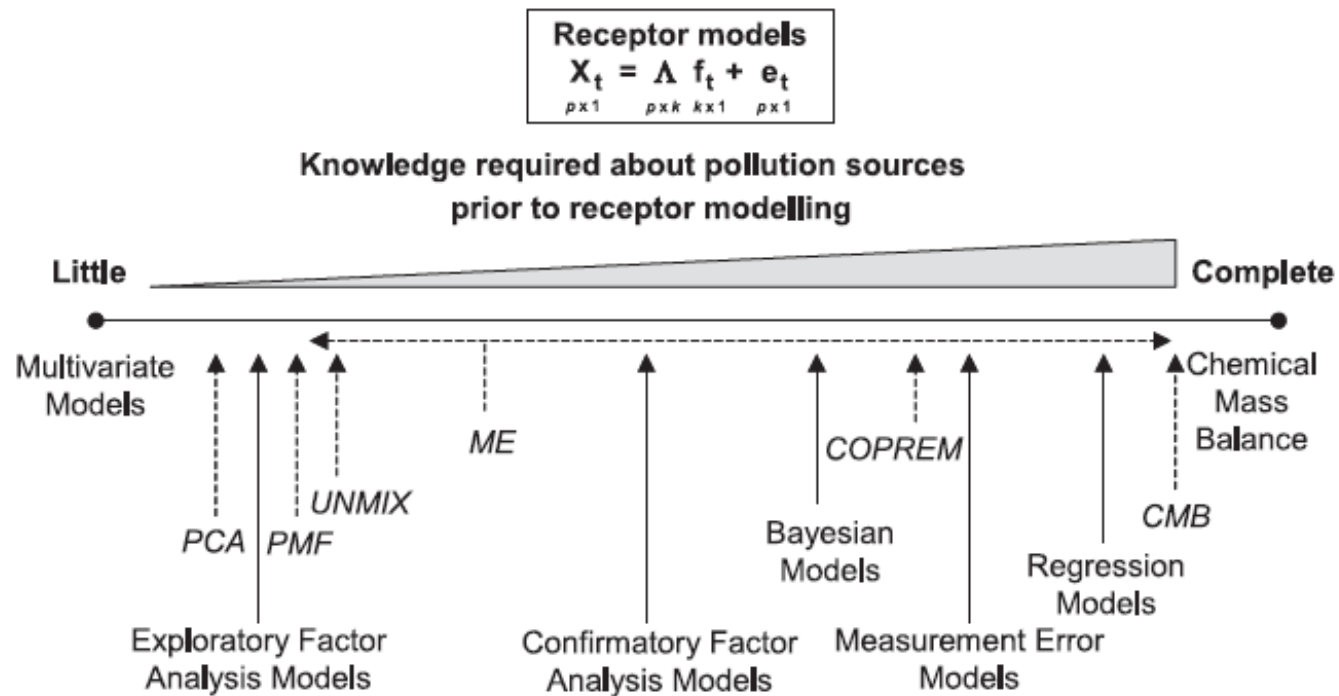 Receptor models
X_t = Λ f_t + e_t
p x 1 p x k k x 1 p x 1
Knowledge required about pollution sources
prior to receptor modelling
Little
Complete
Multivariate
Models
Chemical
Mass
Balance
ME
COPREM
UNMIX
PCA
PMF
CMB
Bayesian
Models
Regression
Models
Exploratory Factor
Analysis Models
Confirmatory Factor
Analysis Models
Measurement Error
Models